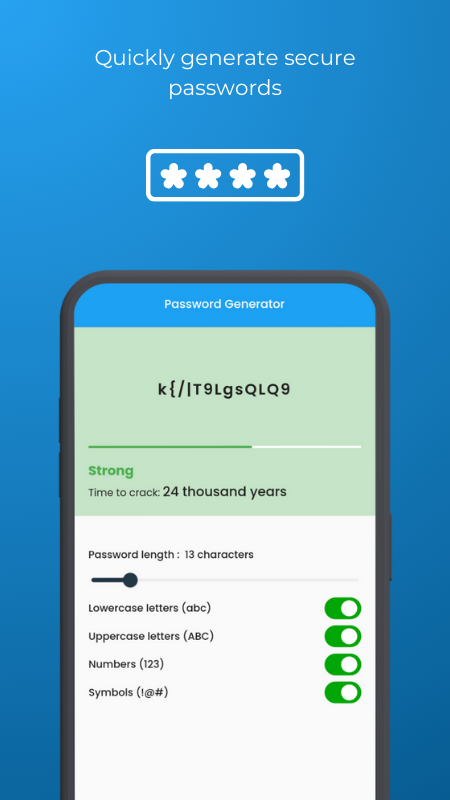 Quickly generate secure
passwords
Password Generator
k{/|T9LgsQLQ9
Strong
Time to crack: 24 thousand years
Password length : 13 characters
Lowercase letters (abc)
Uppercase letters (ABC)
Numbers (123)
Symbols (!@#)